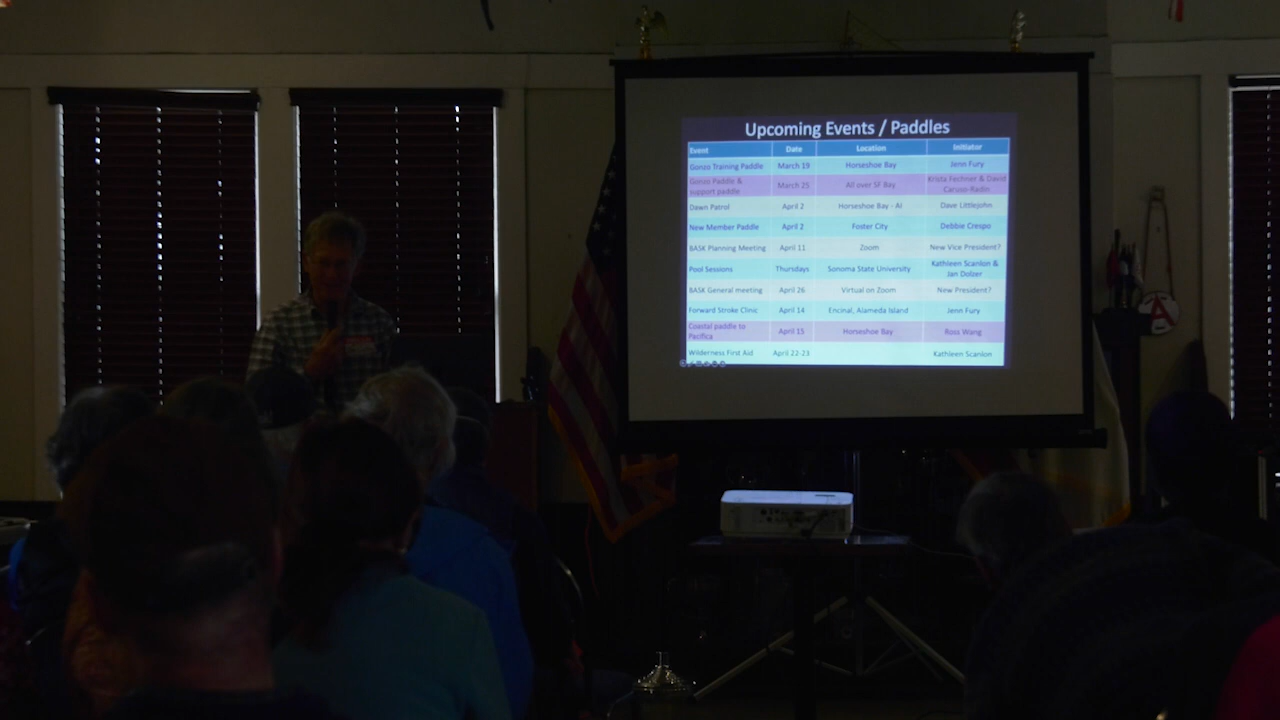 Upcoming Events / Paddles
Event Date Location Initiator
Gonzo Training Paddle March 19 Horseshoe Bay Jenn Fury
Gonzo Paddle & support paddle March 25 All over SF Bay Krista Fechner & David Caruso-Radin
Dawn Patrol April 2 Horseshoe Bay - AI Dave Littlejohn
New Member Paddle April 2 Foster City Debbie Crespo
BASK Planning Meeting April 11 Zoom New Vice President?
Pool Sessions Thursdays Sonoma State University Kathleen Scanlon & Jan Dolzer
BASK General meeting April 26 Virtual on Zoom New President?
Forward Stroke Clinic April 14 Encinal, Alameda Island Jenn Fury
Coastal paddle to Pacifica April 15 Horseshoe Bay Ross Wang
Wilderness First Aid April 22-23 Kathleen Scanlon
A